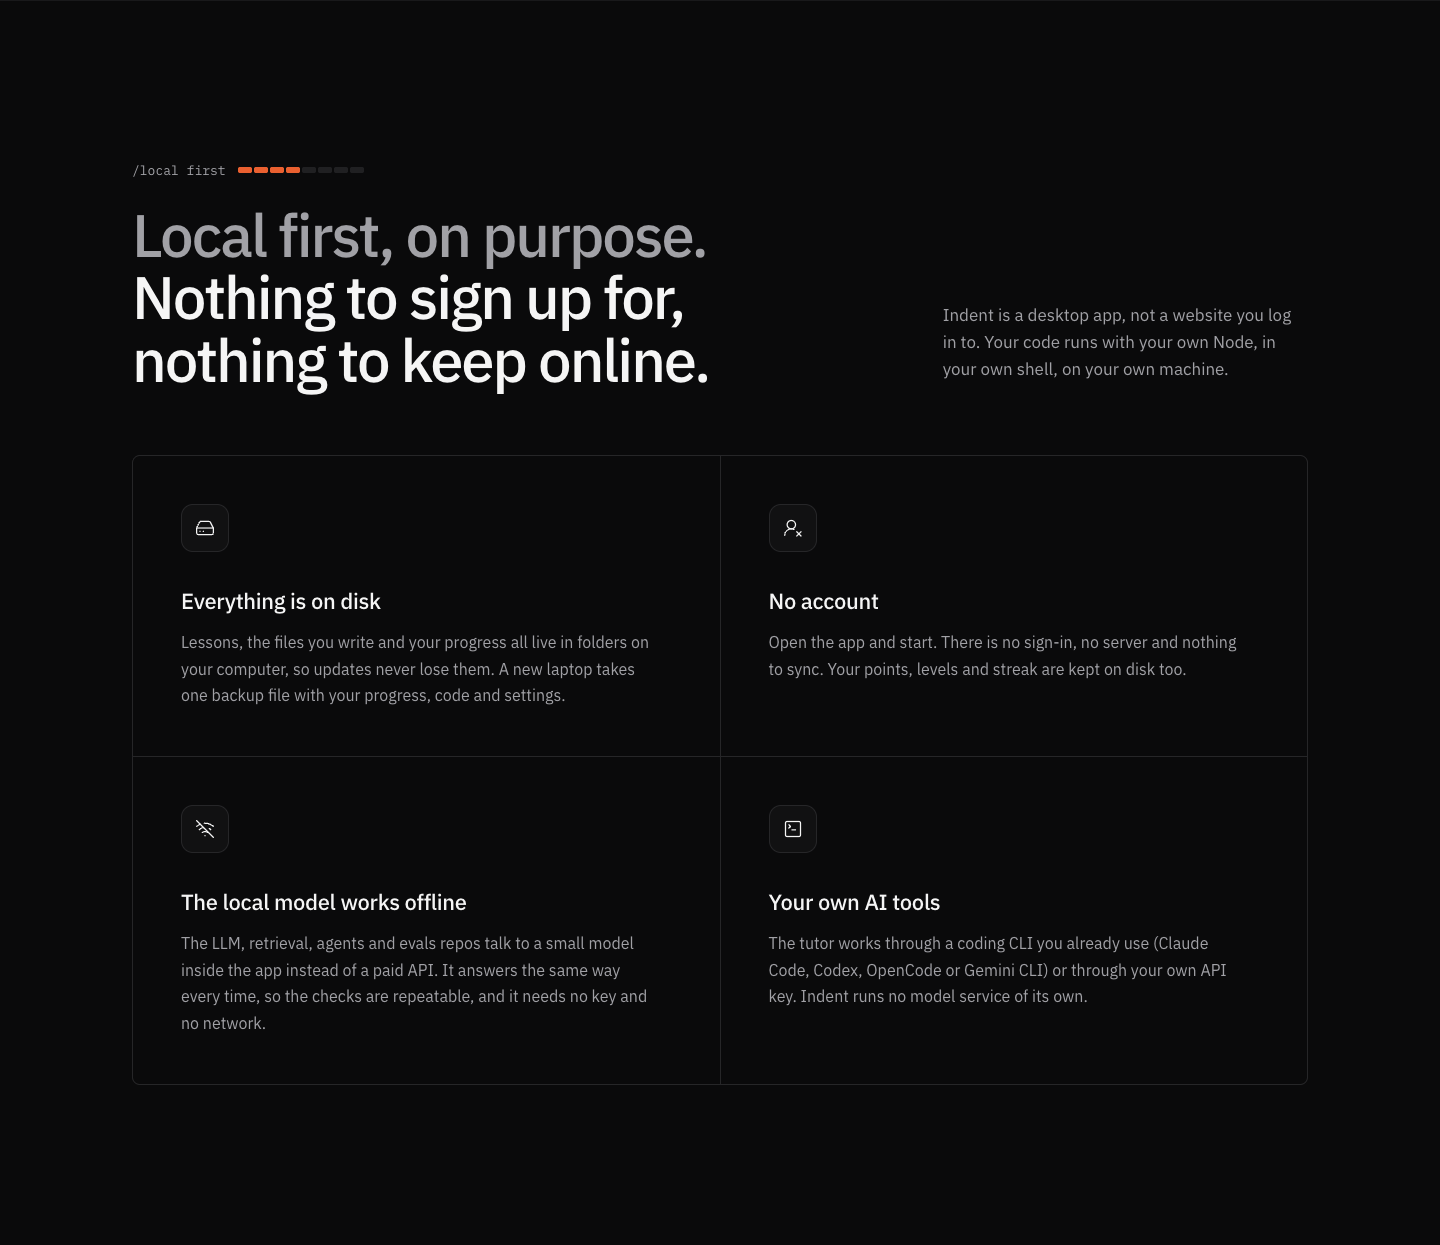 /local first
Local first, on purpose.
Nothing to sign up for,
nothing to keep online.
Indent is a desktop app, not a website you log
in to. Your code runs with your own Node, in
your own shell, on your own machine.
Everything is on disk
Lessons, the files you write and your progress all live in folders on
your computer, so updates never lose them. A new laptop takes
one backup file with your progress, code and settings.
No account
Open the app and start. There is no sign-in, no server and nothing
to sync. Your points, levels and streak are kept on disk too.
The local model works offline
The LLM, retrieval, agents and evals repos talk to a small model
inside the app instead of a paid API. It answers the same way
every time, so the checks are repeatable, and it needs no key and
no network.
Your own AI tools
The tutor works through a coding CLI you already use (Claude
Code, Codex, OpenCode or Gemini CLI) or through your own API
key. Indent runs no model service of its own.